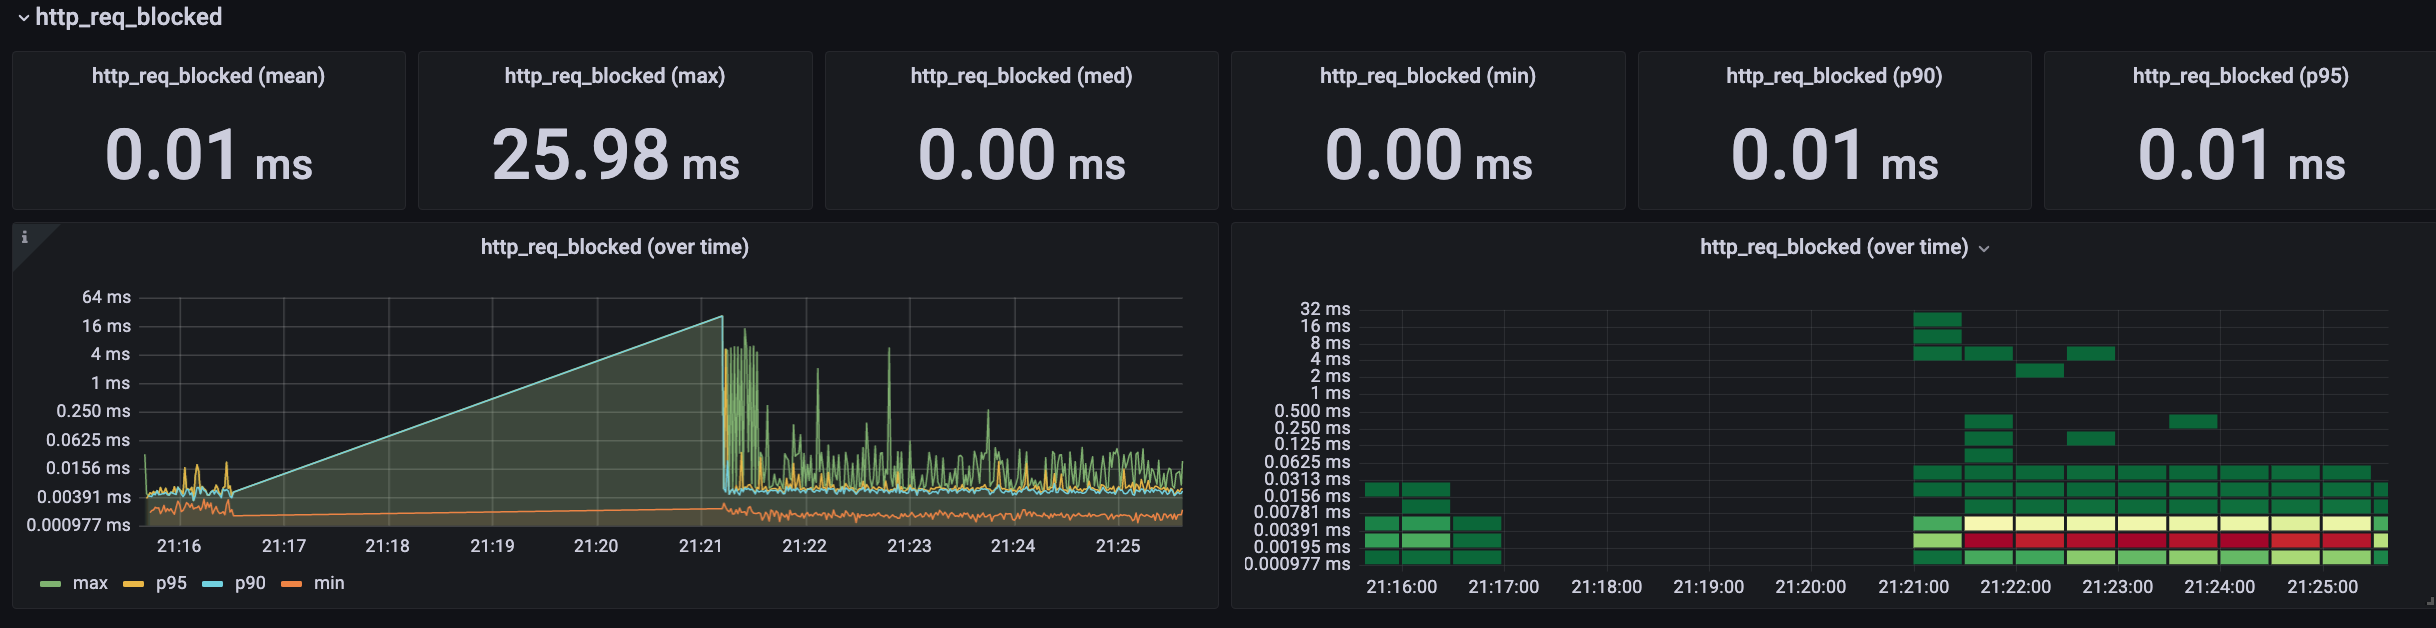 http_req_blocked
http_req_blocked (mean)
0.01 ms
http_req_blocked (max)
25.98 ms
http_req_blocked (med)
0.00 ms
http_req_blocked (min)
0.00 ms
http_req_blocked (p90)
0.01 ms
http_req_blocked (p95)
0.01 ms
i
http_req_blocked (over time)
64 ms
16 ms
4 ms
1 ms
0.250 ms
0.0625 ms
0.0156 ms
0.00391 ms
0.000977 ms
21:16 21:17 21:18 21:19 21:20 21:21 21:22 21:23 21:24 21:25
max p95 p90 min
http_req_blocked (over time)
32 ms
16 ms
8 ms
4 ms
2 ms
1 ms
0.500 ms
0.250 ms
0.125 ms
0.0625 ms
0.0313 ms
0.0156 ms
0.00781 ms
0.00391 ms
0.00195 ms
0.000977 ms
21:16:00 21:17:00 21:18:00 21:19:00 21:20:00 21:21:00 21:22:00 21:23:00 21:24:00 21:25:00